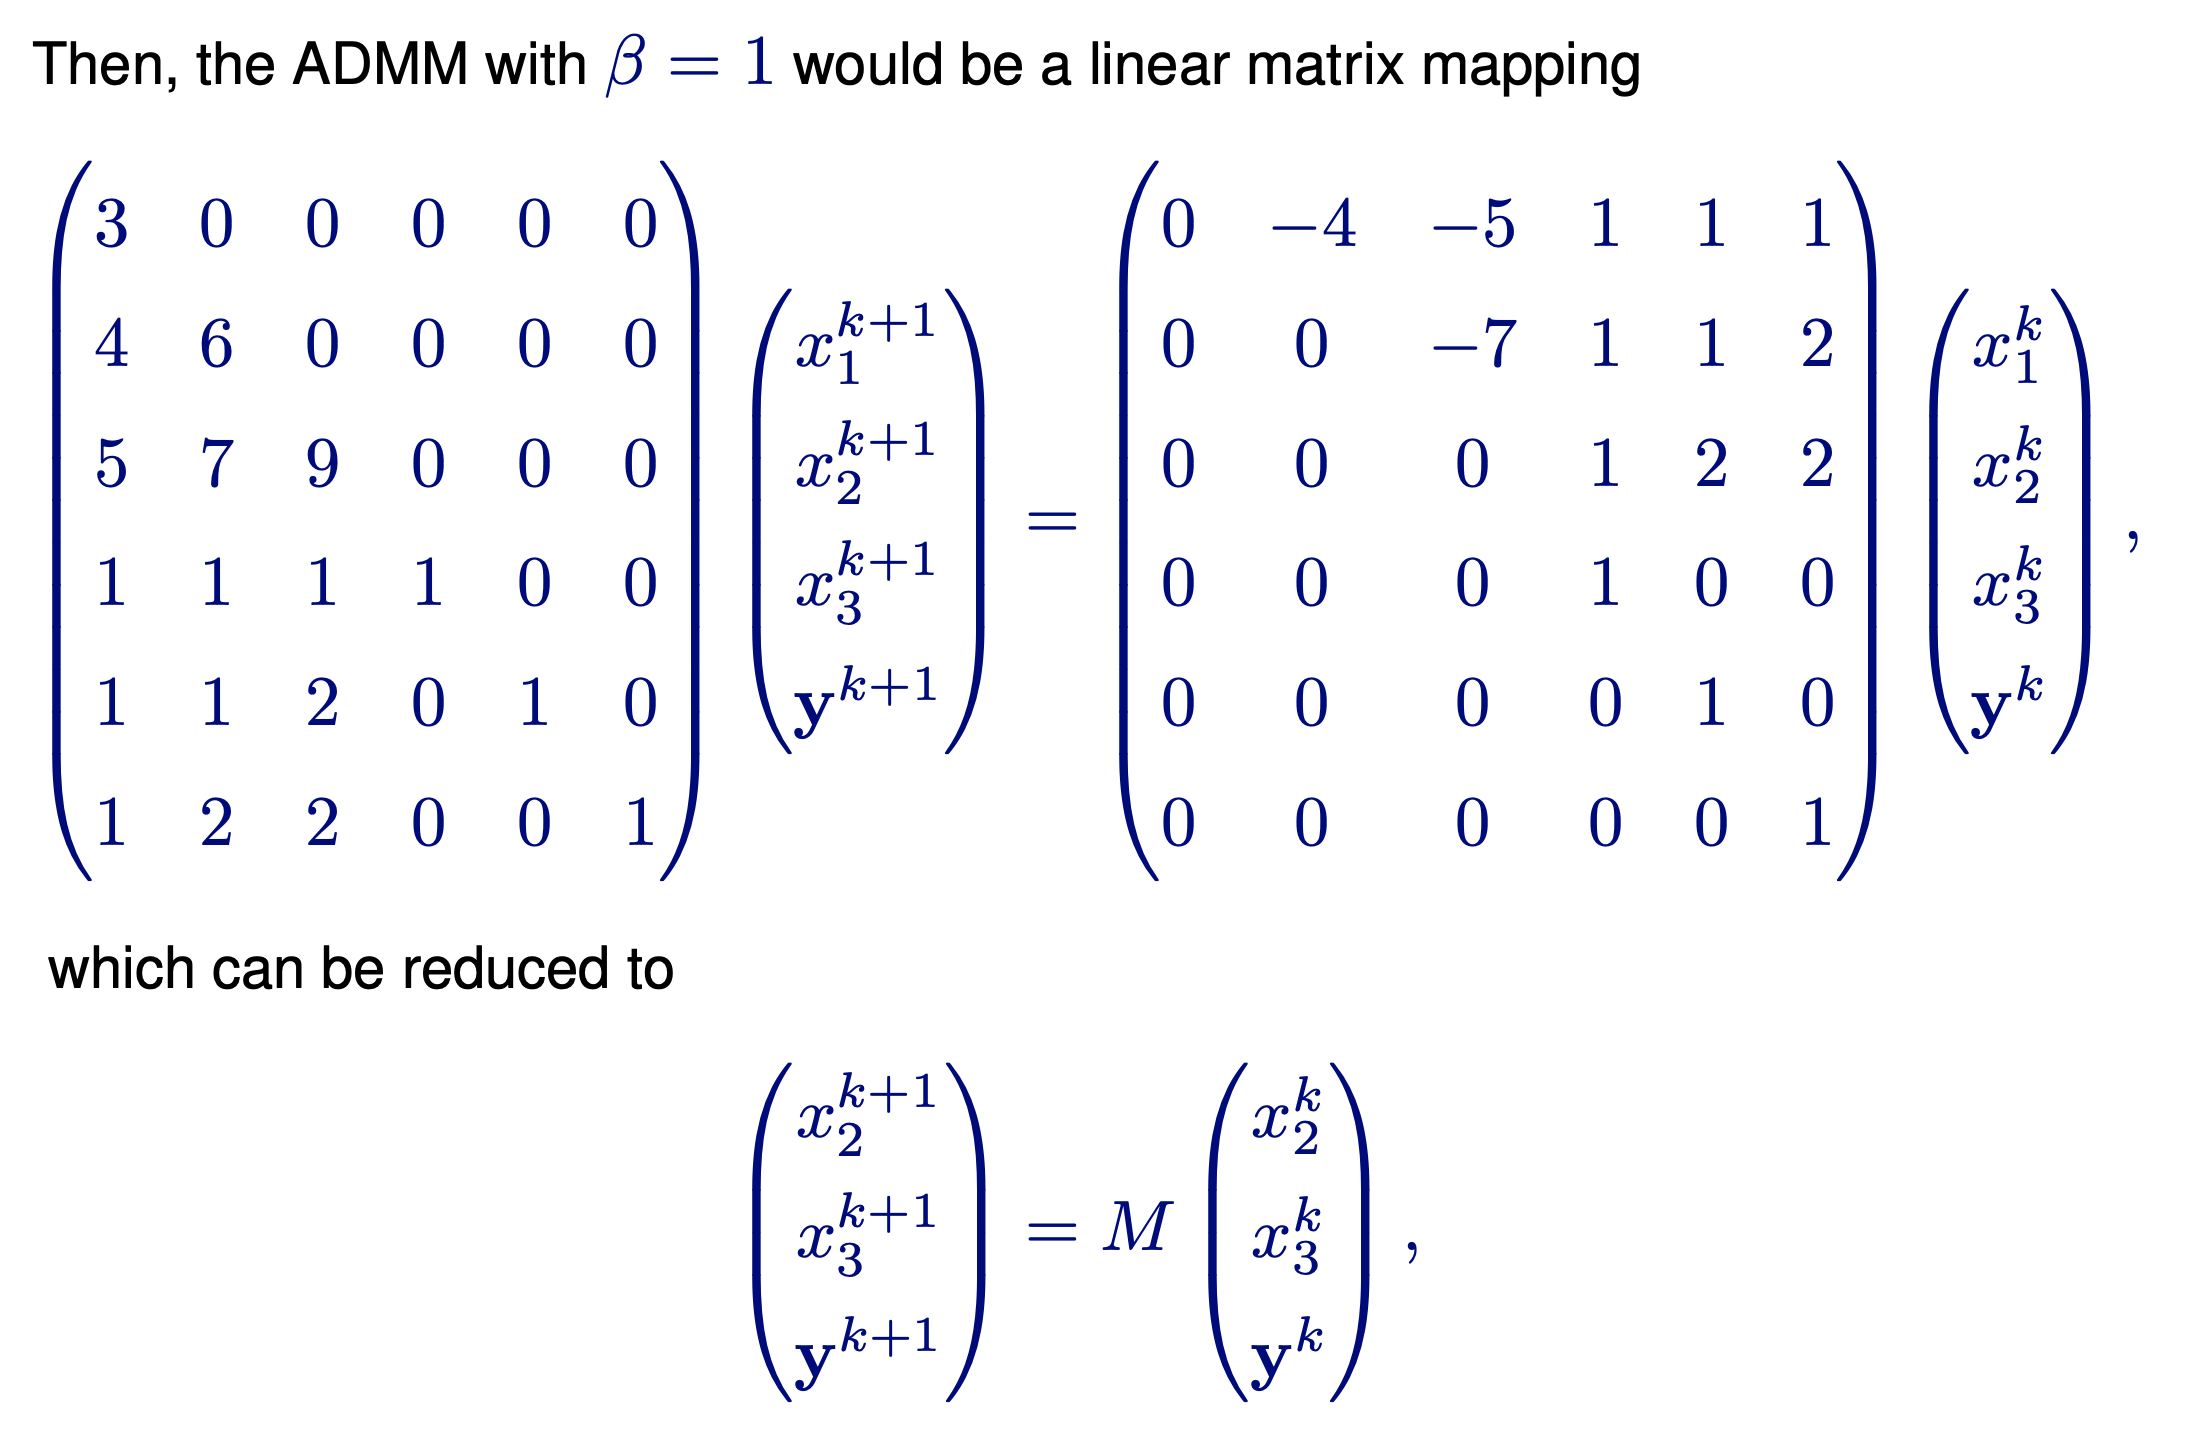 Then, the ADMM with $\beta = 1$ would be a linear matrix mapping
$$\begin{pmatrix} 3 & 0 & 0 & 0 & 0 & 0 \\ 4 & 6 & 0 & 0 & 0 & 0 \\ 5 & 7 & 9 & 0 & 0 & 0 \\ 1 & 1 & 1 & 1 & 0 & 0 \\ 1 & 1 & 2 & 0 & 1 & 0 \\ 1 & 2 & 2 & 0 & 0 & 1 \end{pmatrix} \begin{pmatrix} x_1^{k+1} \\ x_2^{k+1} \\ x_3^{k+1} \\ \mathbf{y}^{k+1} \end{pmatrix} = \begin{pmatrix} 0 & -4 & -5 & 1 & 1 & 1 \\ 0 & 0 & -7 & 1 & 1 & 2 \\ 0 & 0 & 0 & 1 & 2 & 2 \\ 0 & 0 & 0 & 1 & 0 & 0 \\ 0 & 0 & 0 & 0 & 1 & 0 \\ 0 & 0 & 0 & 0 & 0 & 1 \end{pmatrix} \begin{pmatrix} x_1^k \\ x_2^k \\ x_3^k \\ \mathbf{y}^k \end{pmatrix},$$
which can be reduced to
$$\begin{pmatrix} x_2^{k+1} \\ x_3^{k+1} \\ \mathbf{y}^{k+1} \end{pmatrix} = M \begin{pmatrix} x_2^k \\ x_3^k \\ \mathbf{y}^k \end{pmatrix},$$